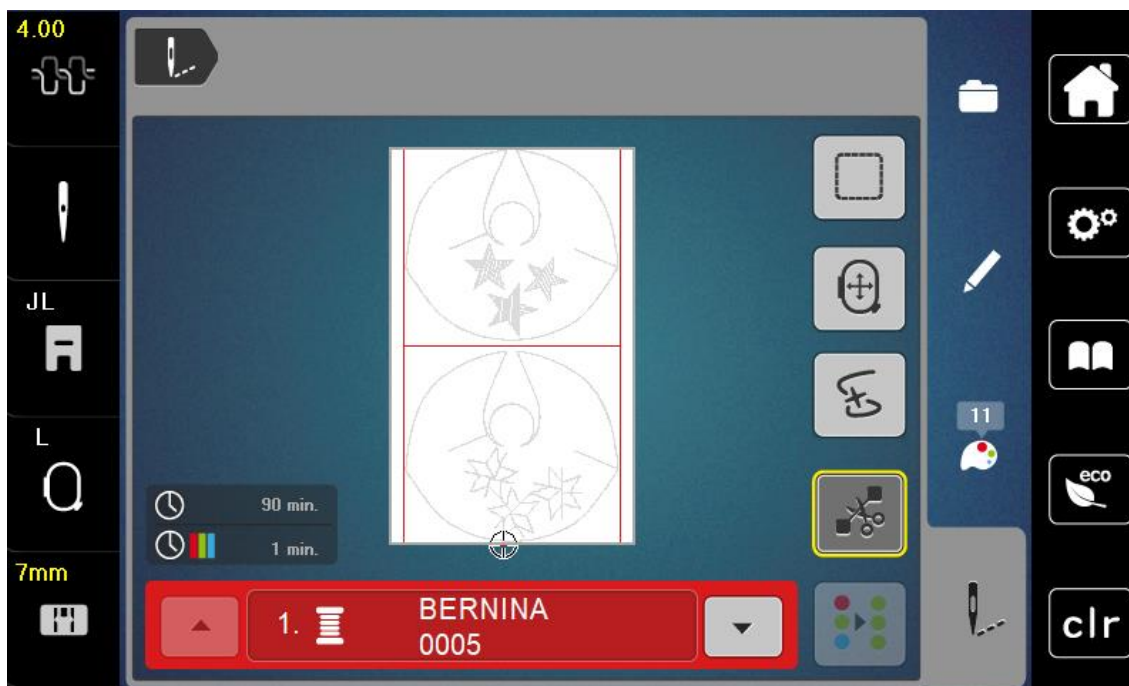 4.00
JL
L
7mm
90 min.
1 min.
1.
BERNINA
0005
11
eco
clr